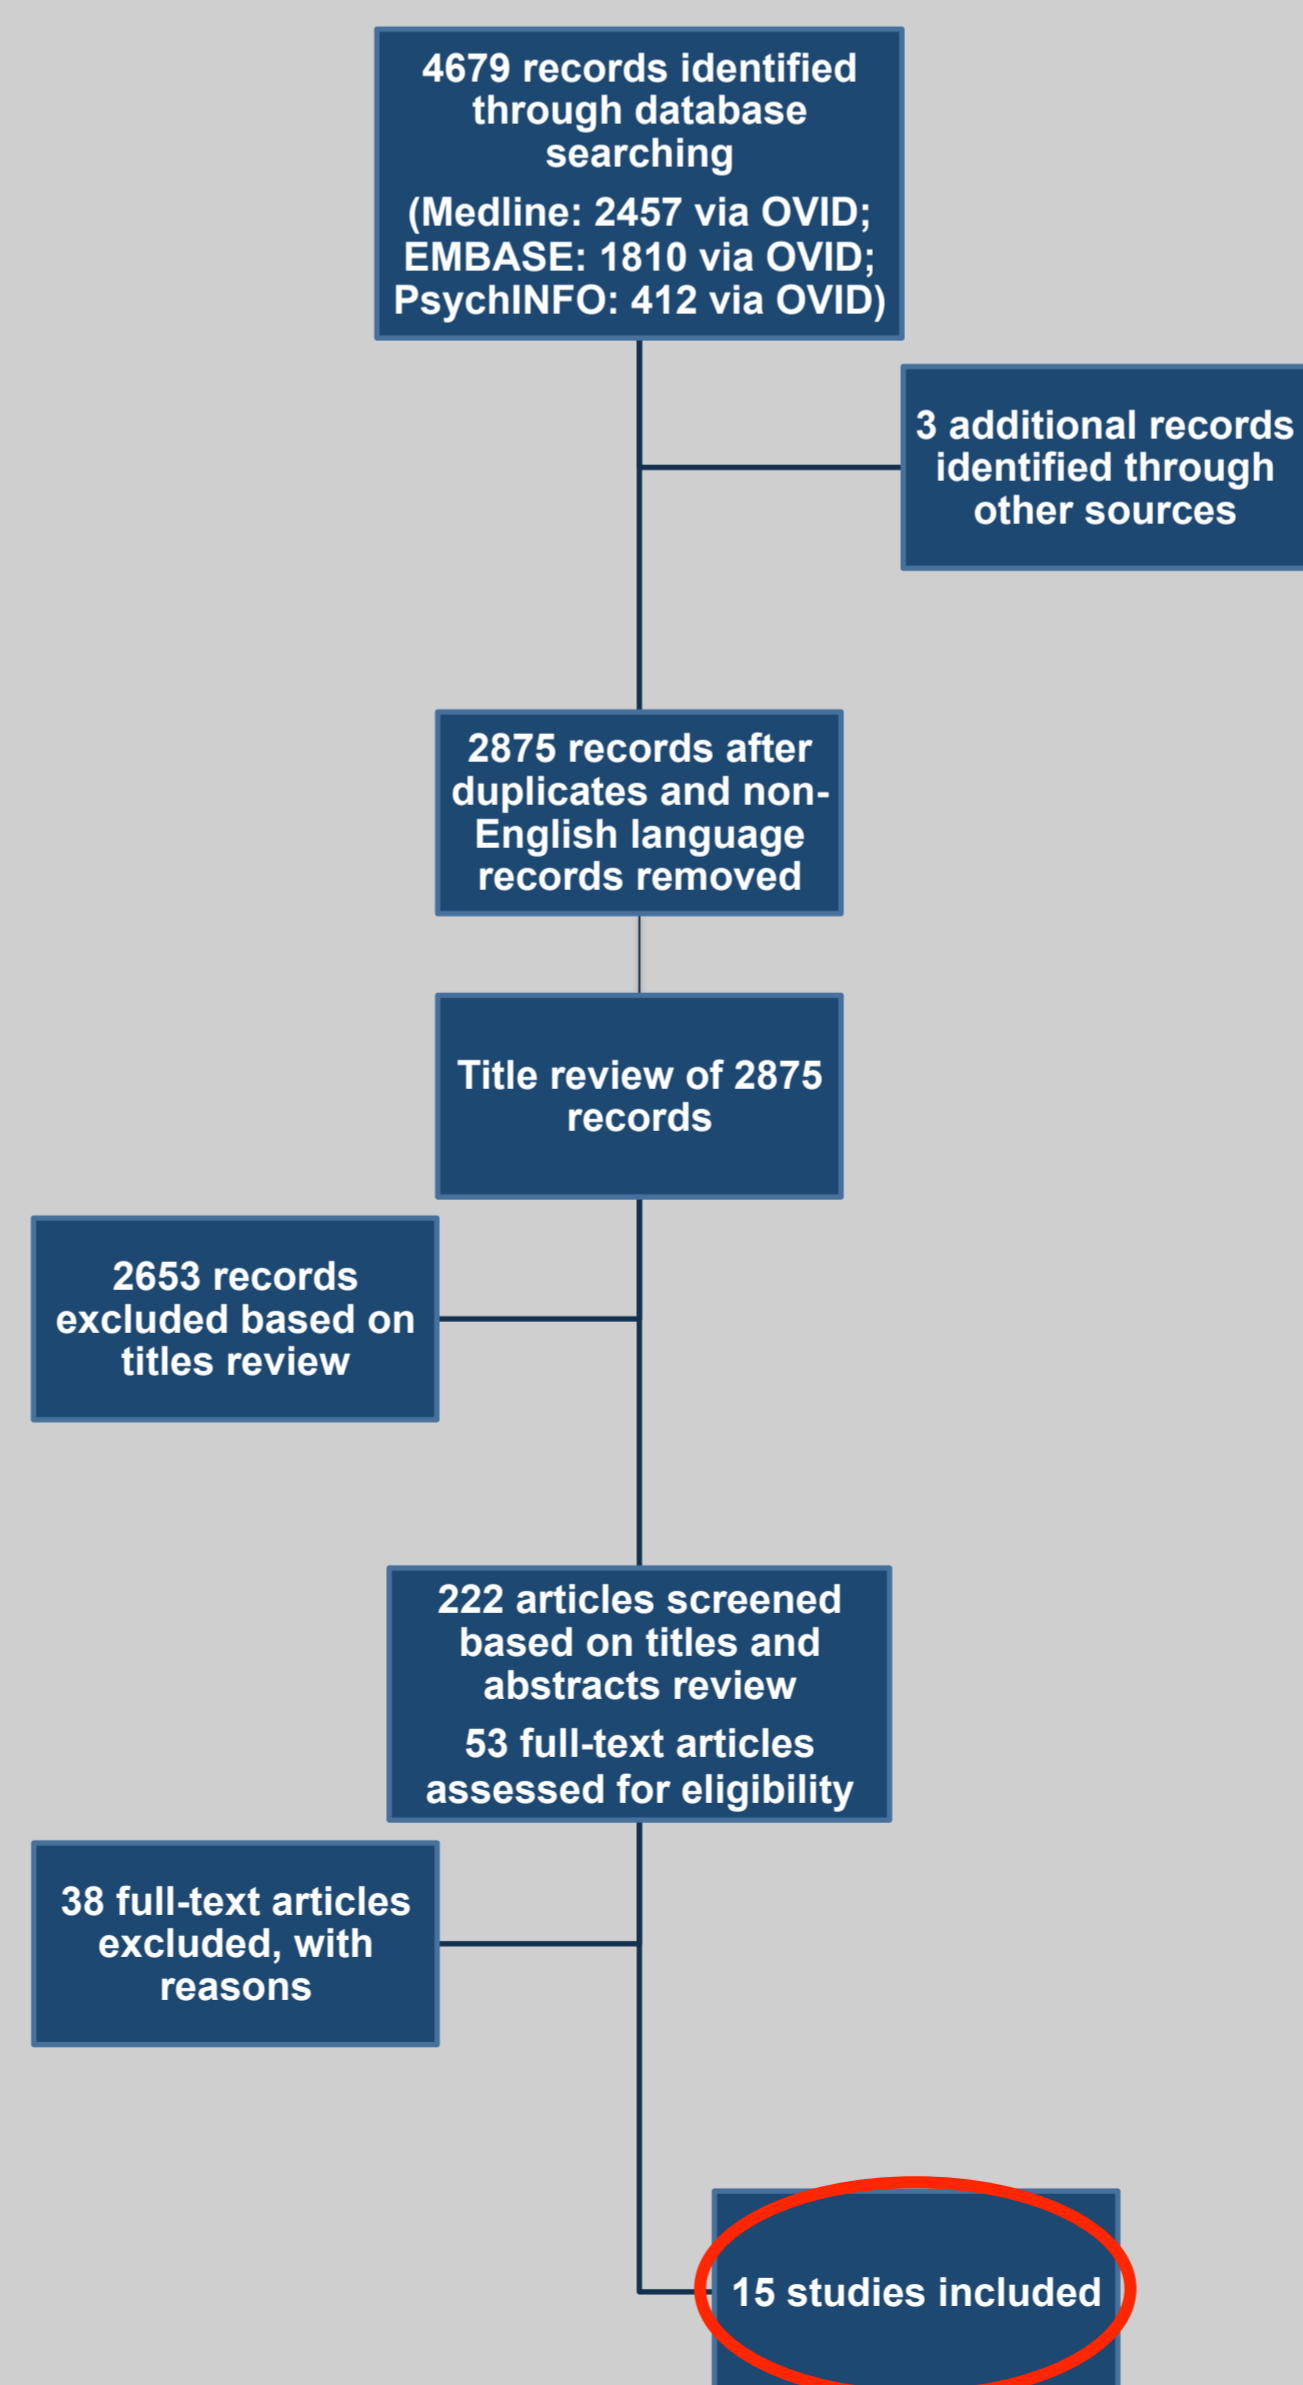 4679 records identified
through database
searching
(Medline: 2457 via OVID;
EMBASE: 1810 via OVID;
PsychINFO: 412 via OVID)
3 additional records
identified through
other sources
2875 records after
duplicates and non-
English language
records removed
Title review of 2875
records
2653 records
excluded based on
titles review
222 articles screened
based on titles and
abstracts review
53 full-text articles
assessed for eligibility
38 full-text articles
excluded, with
reasons
15 studies included